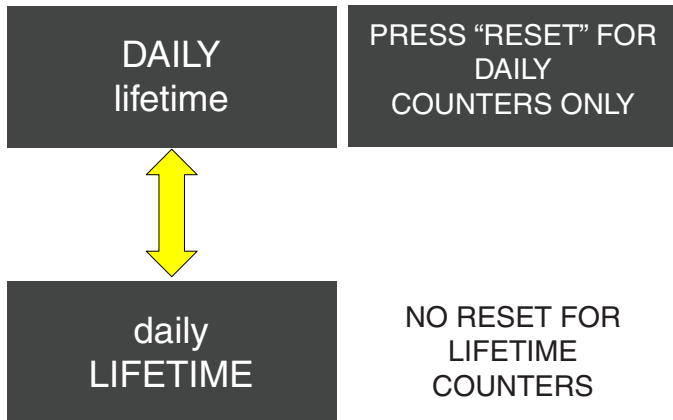 DAILY
lifetime
PRESS “RESET” FOR
DAILY
COUNTERS ONLY
daily
LIFETIME
NO RESET FOR
LIFETIME
COUNTERS